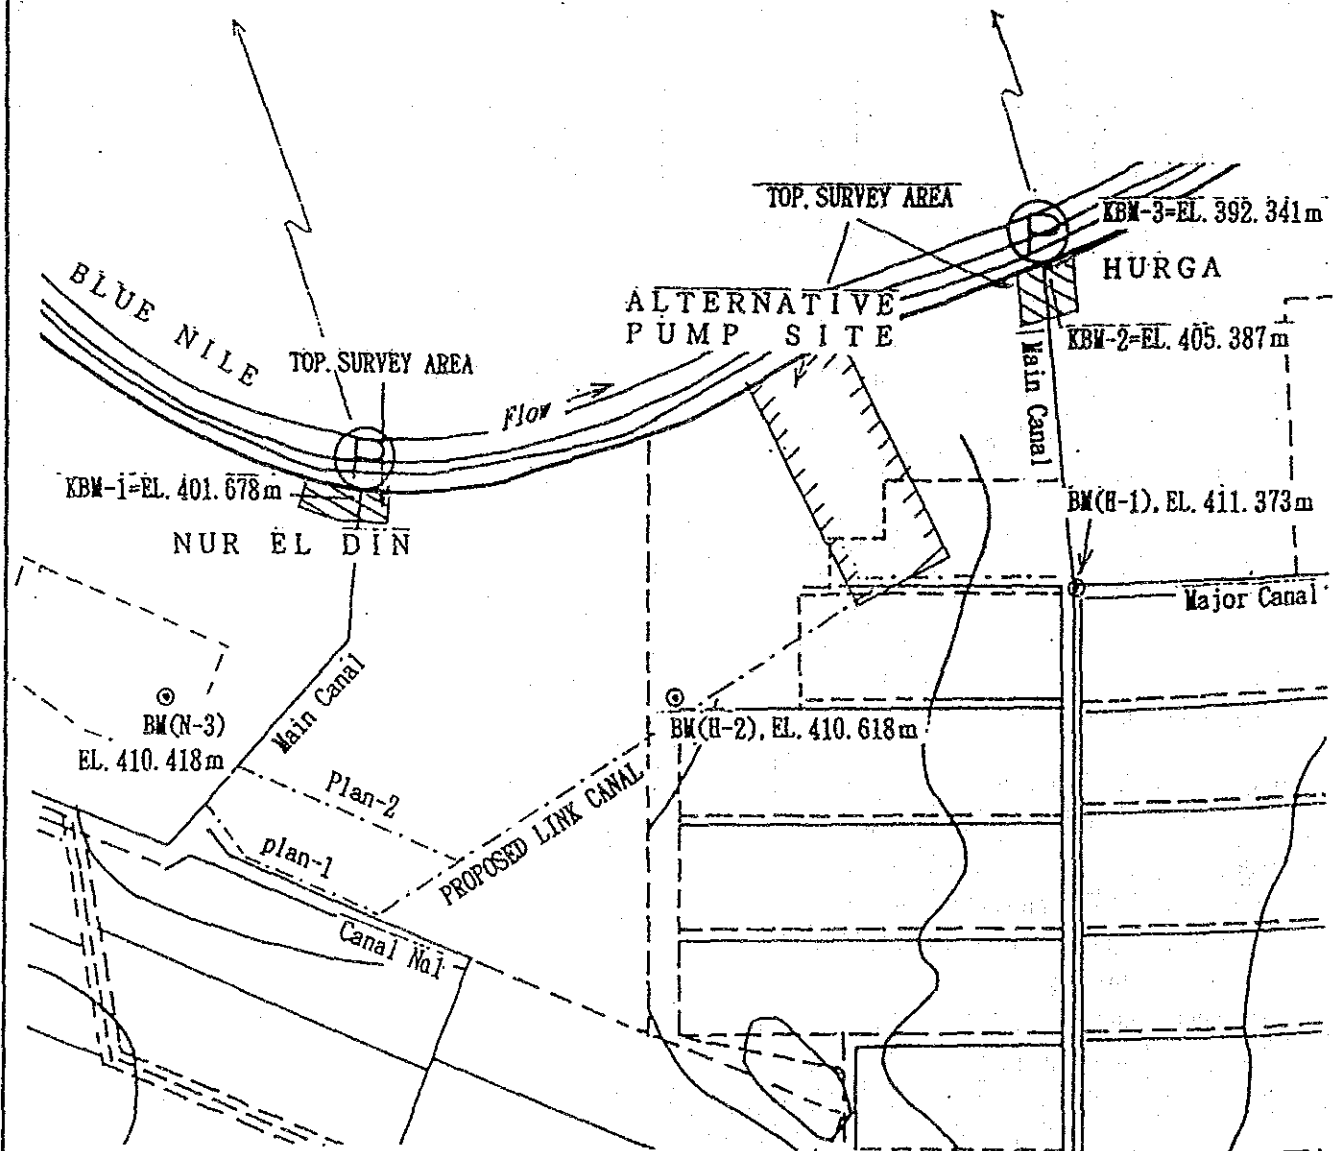 TOP. SURVEY AREA
KBM-3=EL. 392. 341m
HURGA
BLUE NILE
ALTERNATIVE
PUMP SITE
P
KBM-2=EL. 405. 387m
TOP. SURVEY AREA
Main Canal
Flow
P
KBM-1=EL. 401. 678m
BM(H-1). EL. 411. 373m
NUR EL DIN
Major Canal
Main Canal
BM(N-3)
EL. 410. 418m
BM(H-2). EL. 410. 618m
Plan-2
PROPOSED LINK CANAL
plan-1
Canal No1